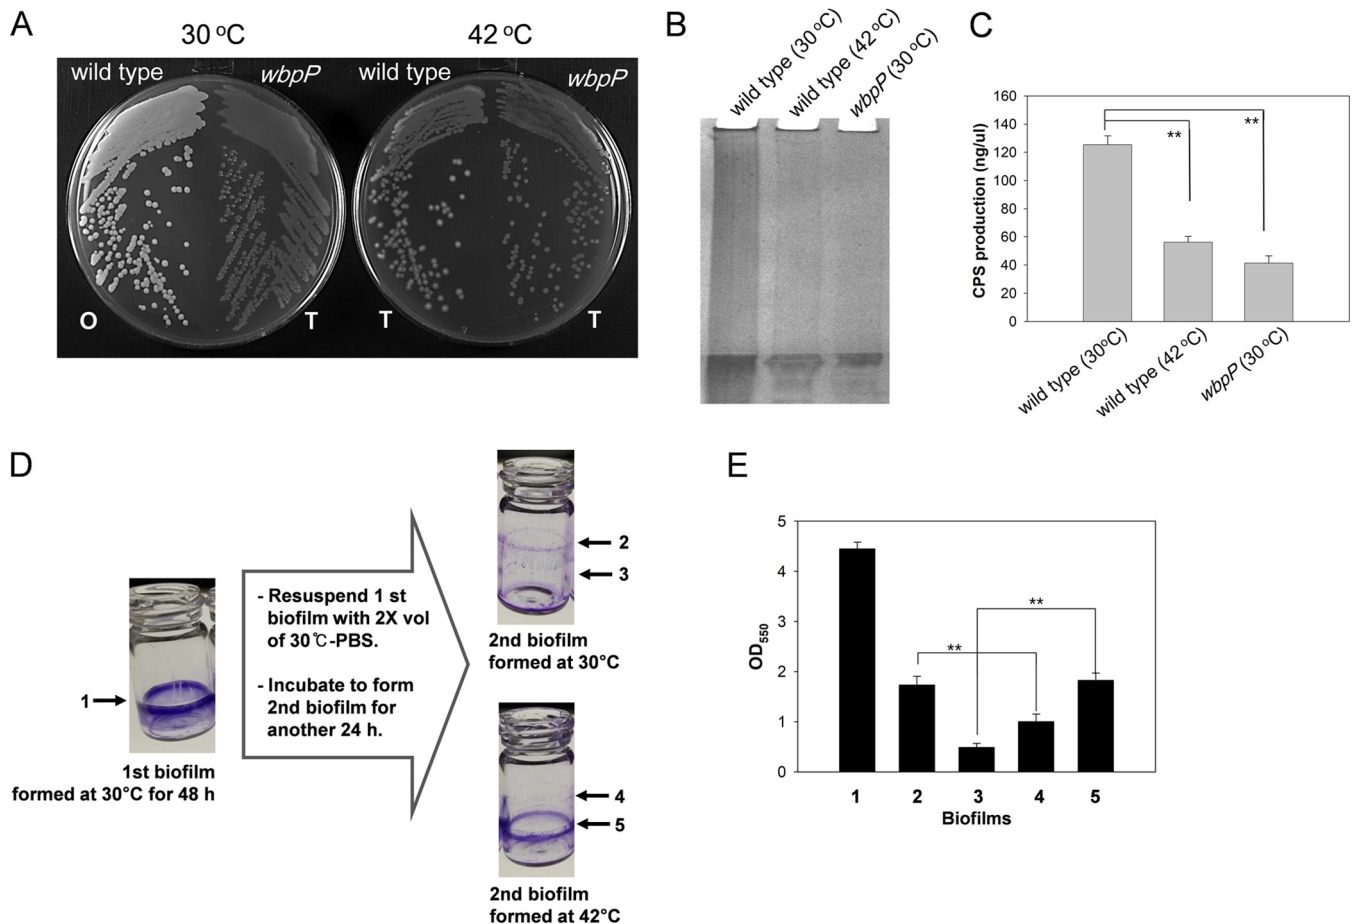 A
30 °C
42 °C
wild type
wbpP
wild type
wbpP
O
T
T
T
B
wild type (30 °C)
wild type (42 °C)
wbpP (30 °C)
C
CPS production (ng/ul)
160
140
120
100
80
60
40
20
0
**
**
wild type (30°C)
wild type (42 °C)
wbpP (30 °C)
D
1
1st biofilm
formed at 30°C for 48 h
- Resuspend 1 st
biofilm with 2X vol
of 30℃-PBS.
- Incubate to form
2nd biofilm for
another 24 h.
2
3
2nd biofilm
formed at 30°C
4
5
2nd biofilm
formed at 42°C
E
OD550
5
4
3
2
1
0
**
**
1 2 3 4 5
Biofilms